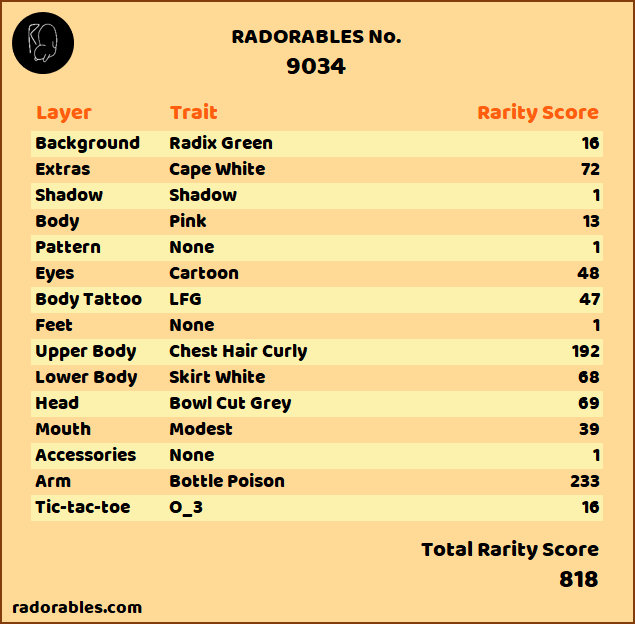 RADORABLES No.
9034
Layer Trait Rarity Score
Background Radix Green 16
Extras Cape White 72
Shadow Shadow 1
Body Pink 13
Pattern None 1
Eyes Cartoon 48
Body Tattoo LFG 47
Feet None 1
Upper Body Chest Hair Curly 192
Lower Body Skirt White 68
Head Bowl Cut Grey 69
Mouth Modest 39
Accessories None 1
Arm Bottle Poison 233
Tic-tac-toe O_3 16
Total Rarity Score
818
radorables.com